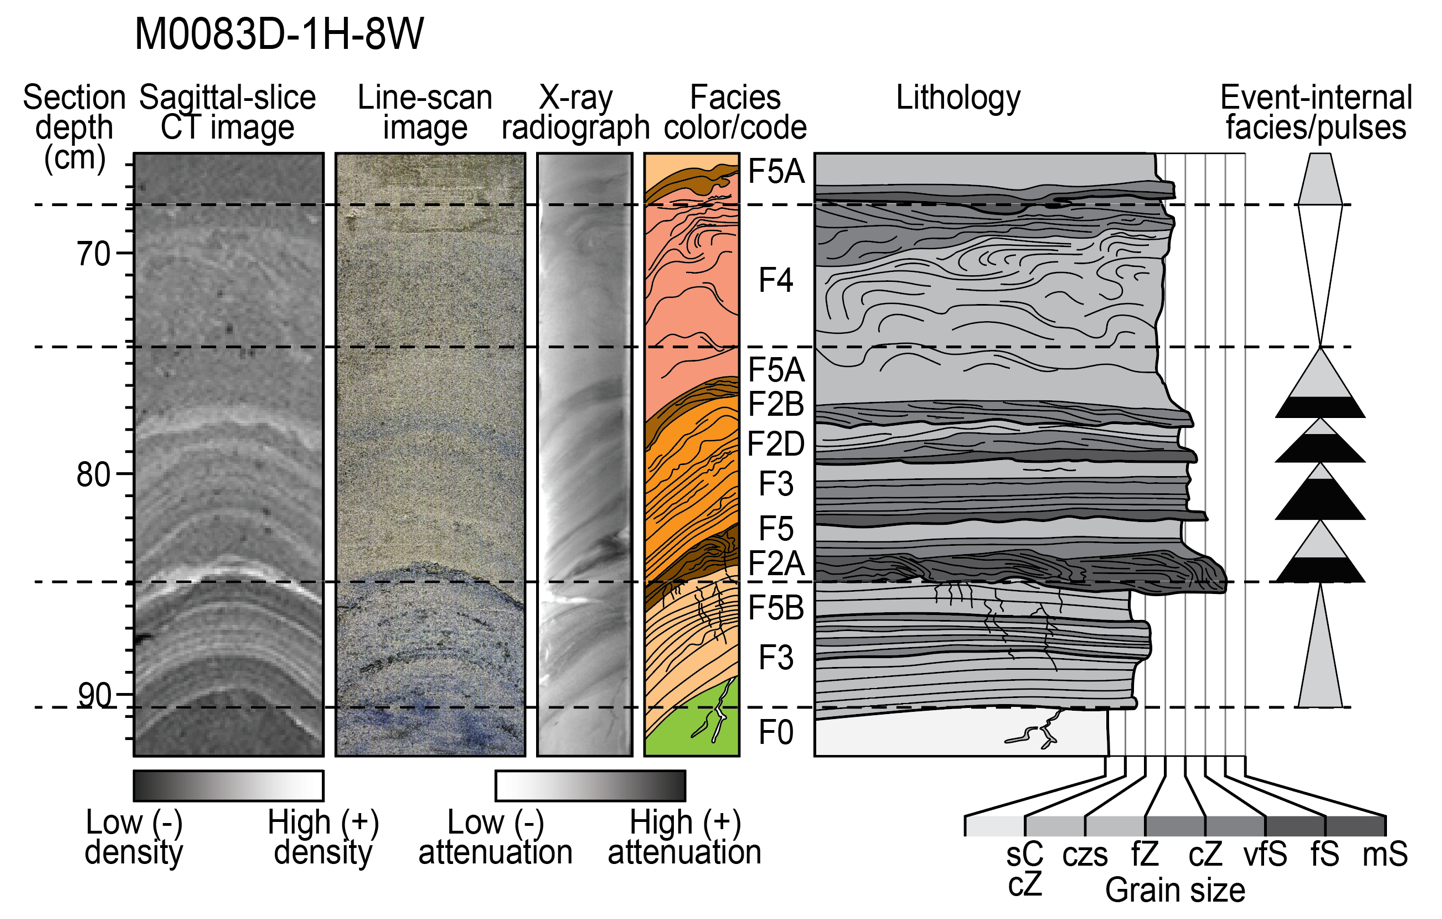 M0083D-1H-8W
Section
depth
(cm)
Sagittal-slice
CT image
Line-scan
image
X-ray
radiograph
Facies
color/code
Lithology
Event-internal
facies/pulses
70
80
90
F5A
F4
F5A
F2B
F2D
F3
F5
F2A
F5B
F3
F0
Low (-)
density
High (+)
density
Low (-)
attenuation
High (+)
attenuation
sC
cZ
czs
fZ
cZ
vfS
fS
mS
Grain size